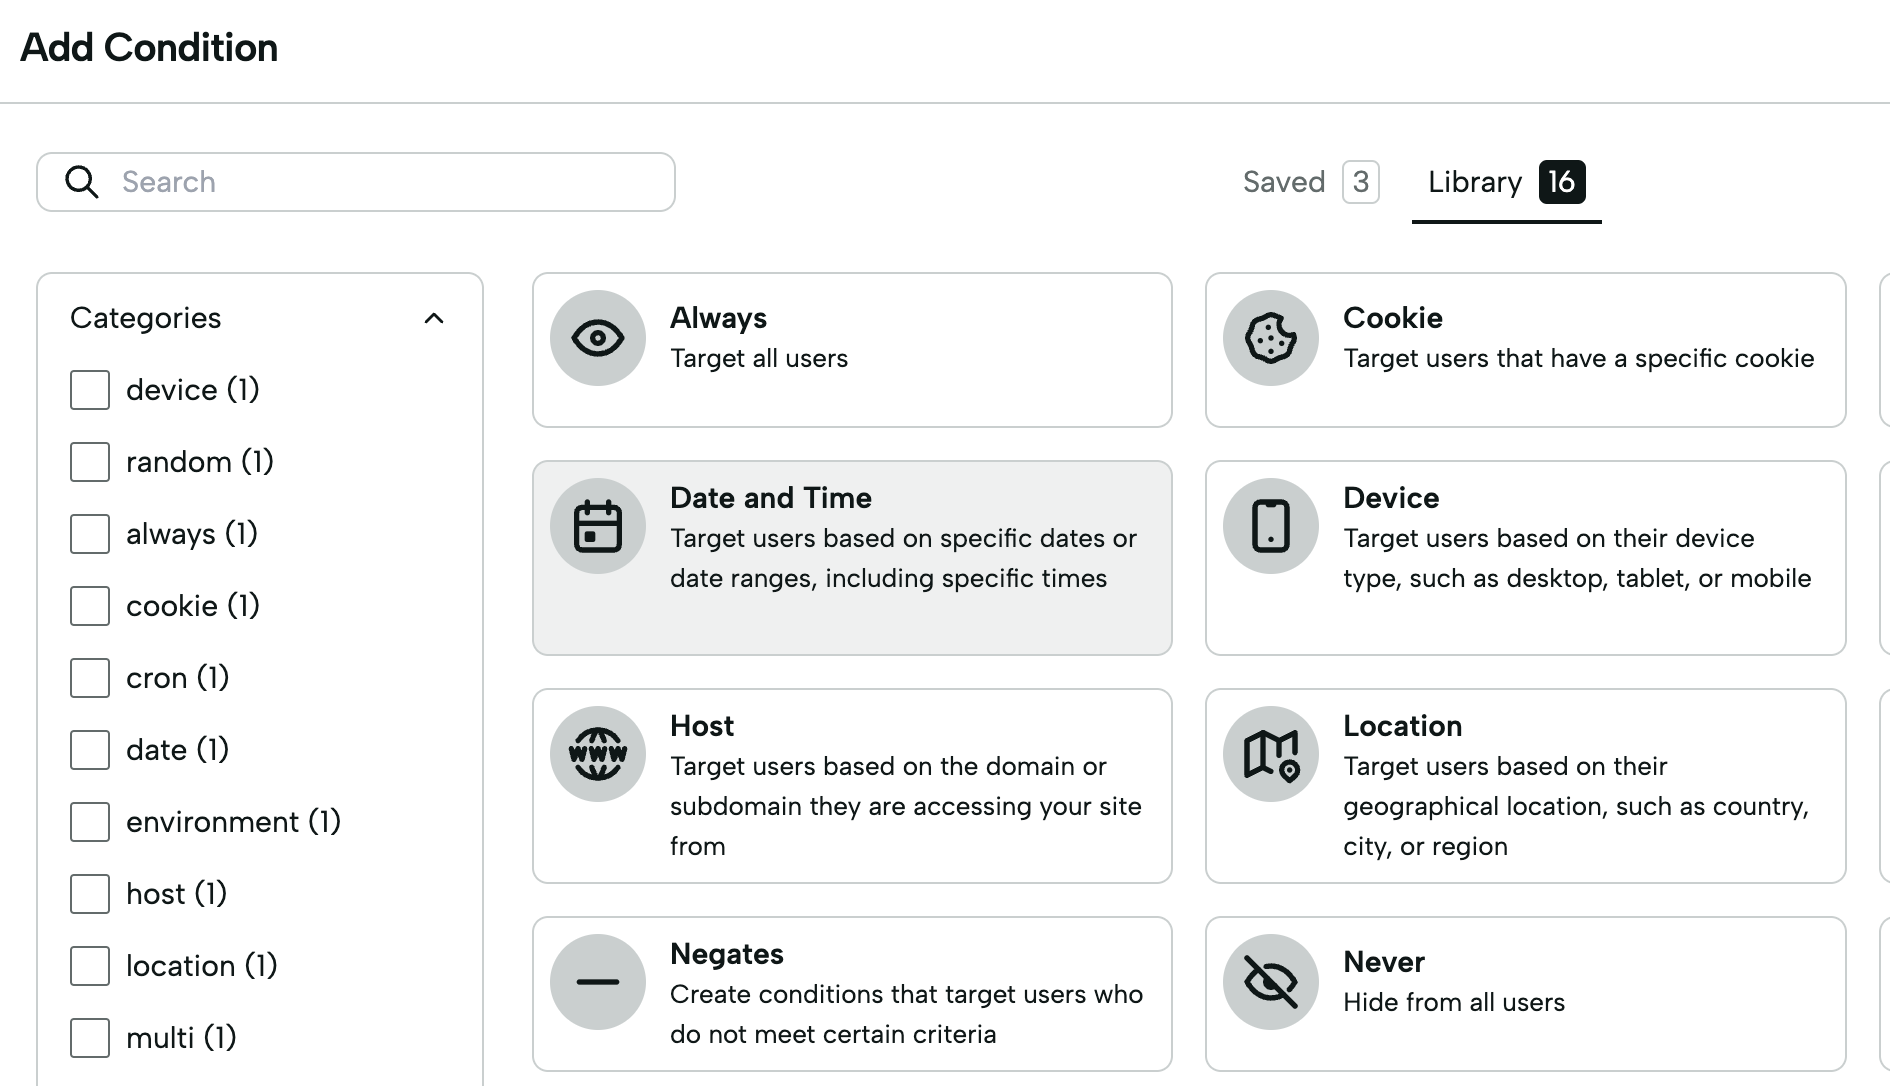 Add Condition
Search
Saved 3
Library 16
Categories
device (1)
random (1)
always (1)
cookie (1)
cron (1)
date (1)
environment (1)
host (1)
location (1)
multi (1)
Always
Target all users
Cookie
Target users that have a specific cookie
Date and Time
Target users based on specific dates or
date ranges, including specific times
Device
Target users based on their device
type, such as desktop, tablet, or mobile
WWW
Host
Target users based on the domain or
subdomain they are accessing your site
from
Location
Target users based on their
geographical location, such as country,
city, or region
Negates
Create conditions that target users who
do not meet certain criteria
Never
Hide from all users